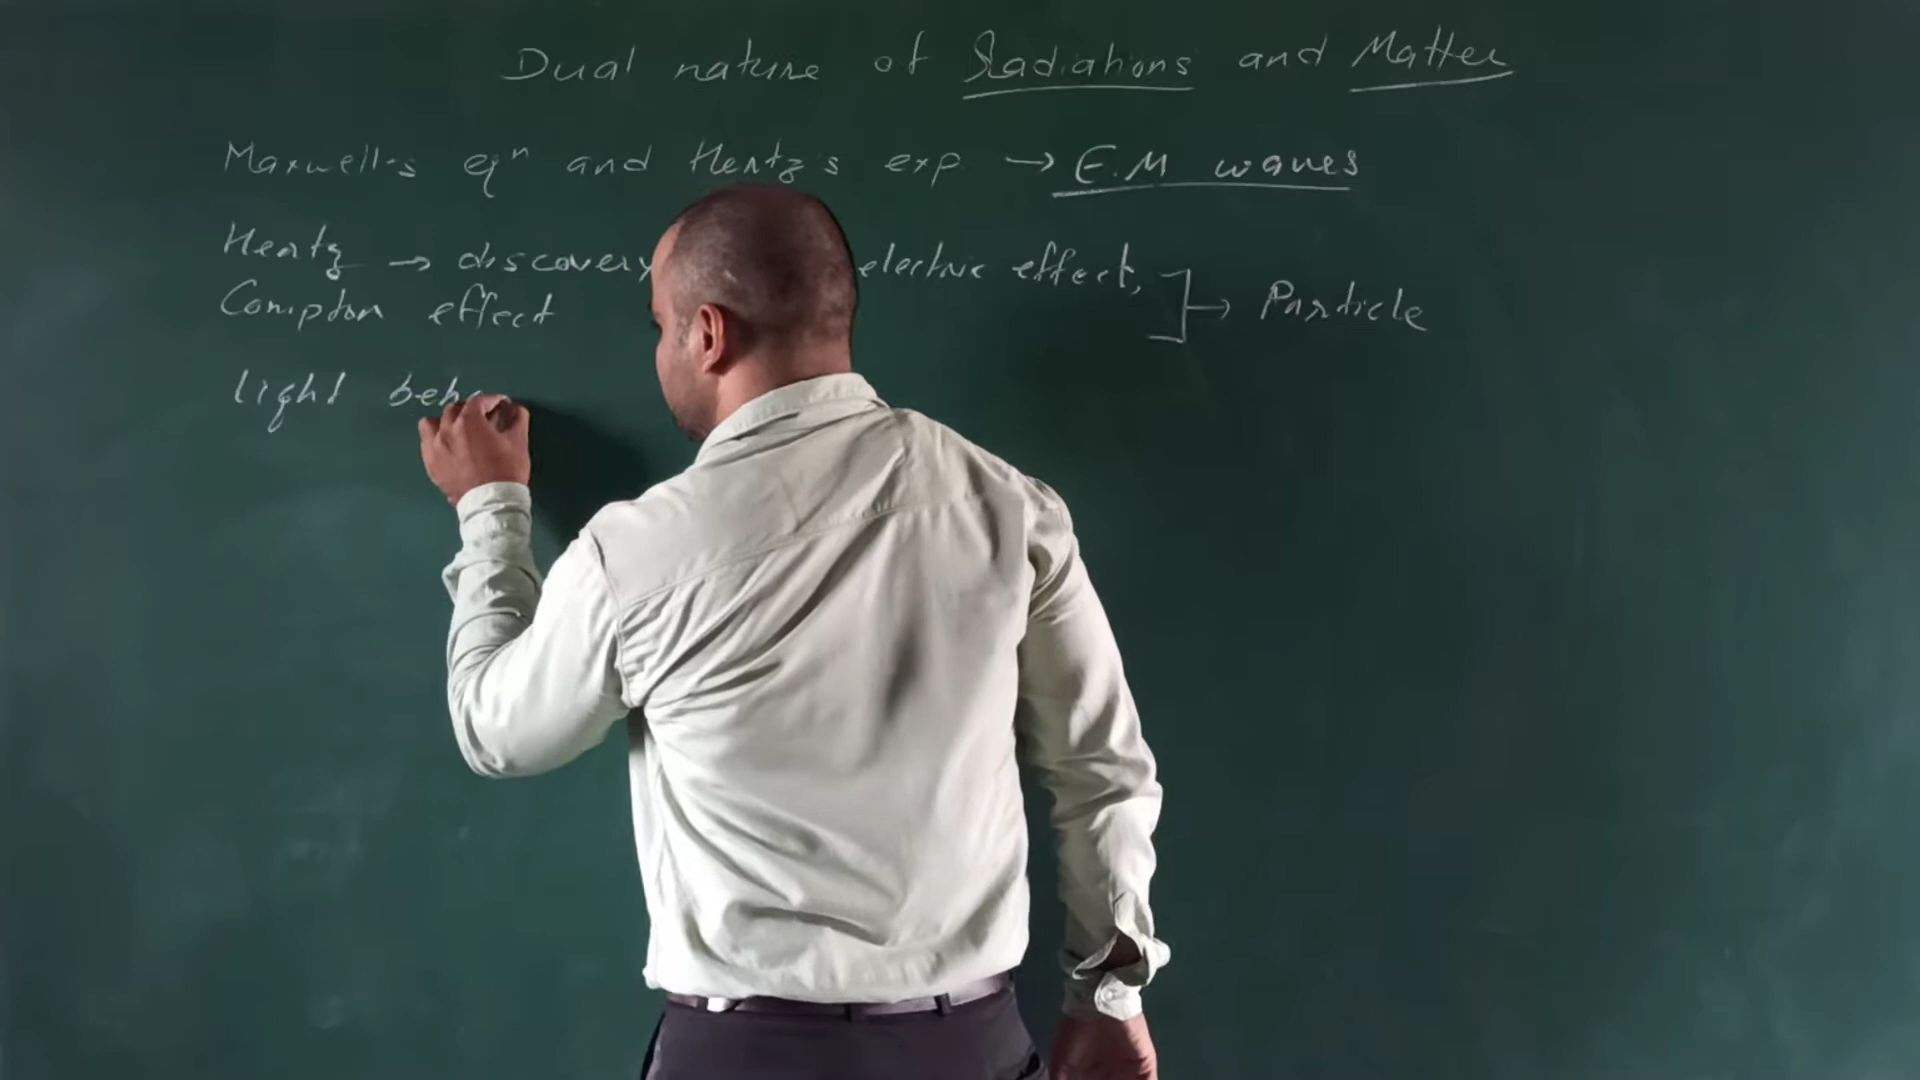 Dual nature of Radiations and Matter
Maxwell's eqⁿ and Hertz's exp → E.M waves
Hertz → discovery electric effect,
Compton effect → Particle
light beh